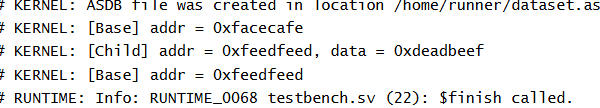 # KERNEL: ASDB file was created in location /home/runner/dataset.as
# KERNEL: [Base] addr = 0xfacecafe
# KERNEL: [Child] addr = 0xfeedfeed, data = 0xdeadbeef
# KERNEL: [Base] addr = 0xfeedfeed
# RUNTIME: Info: RUNTIME_0068 testbench.sv (22): $finish called.